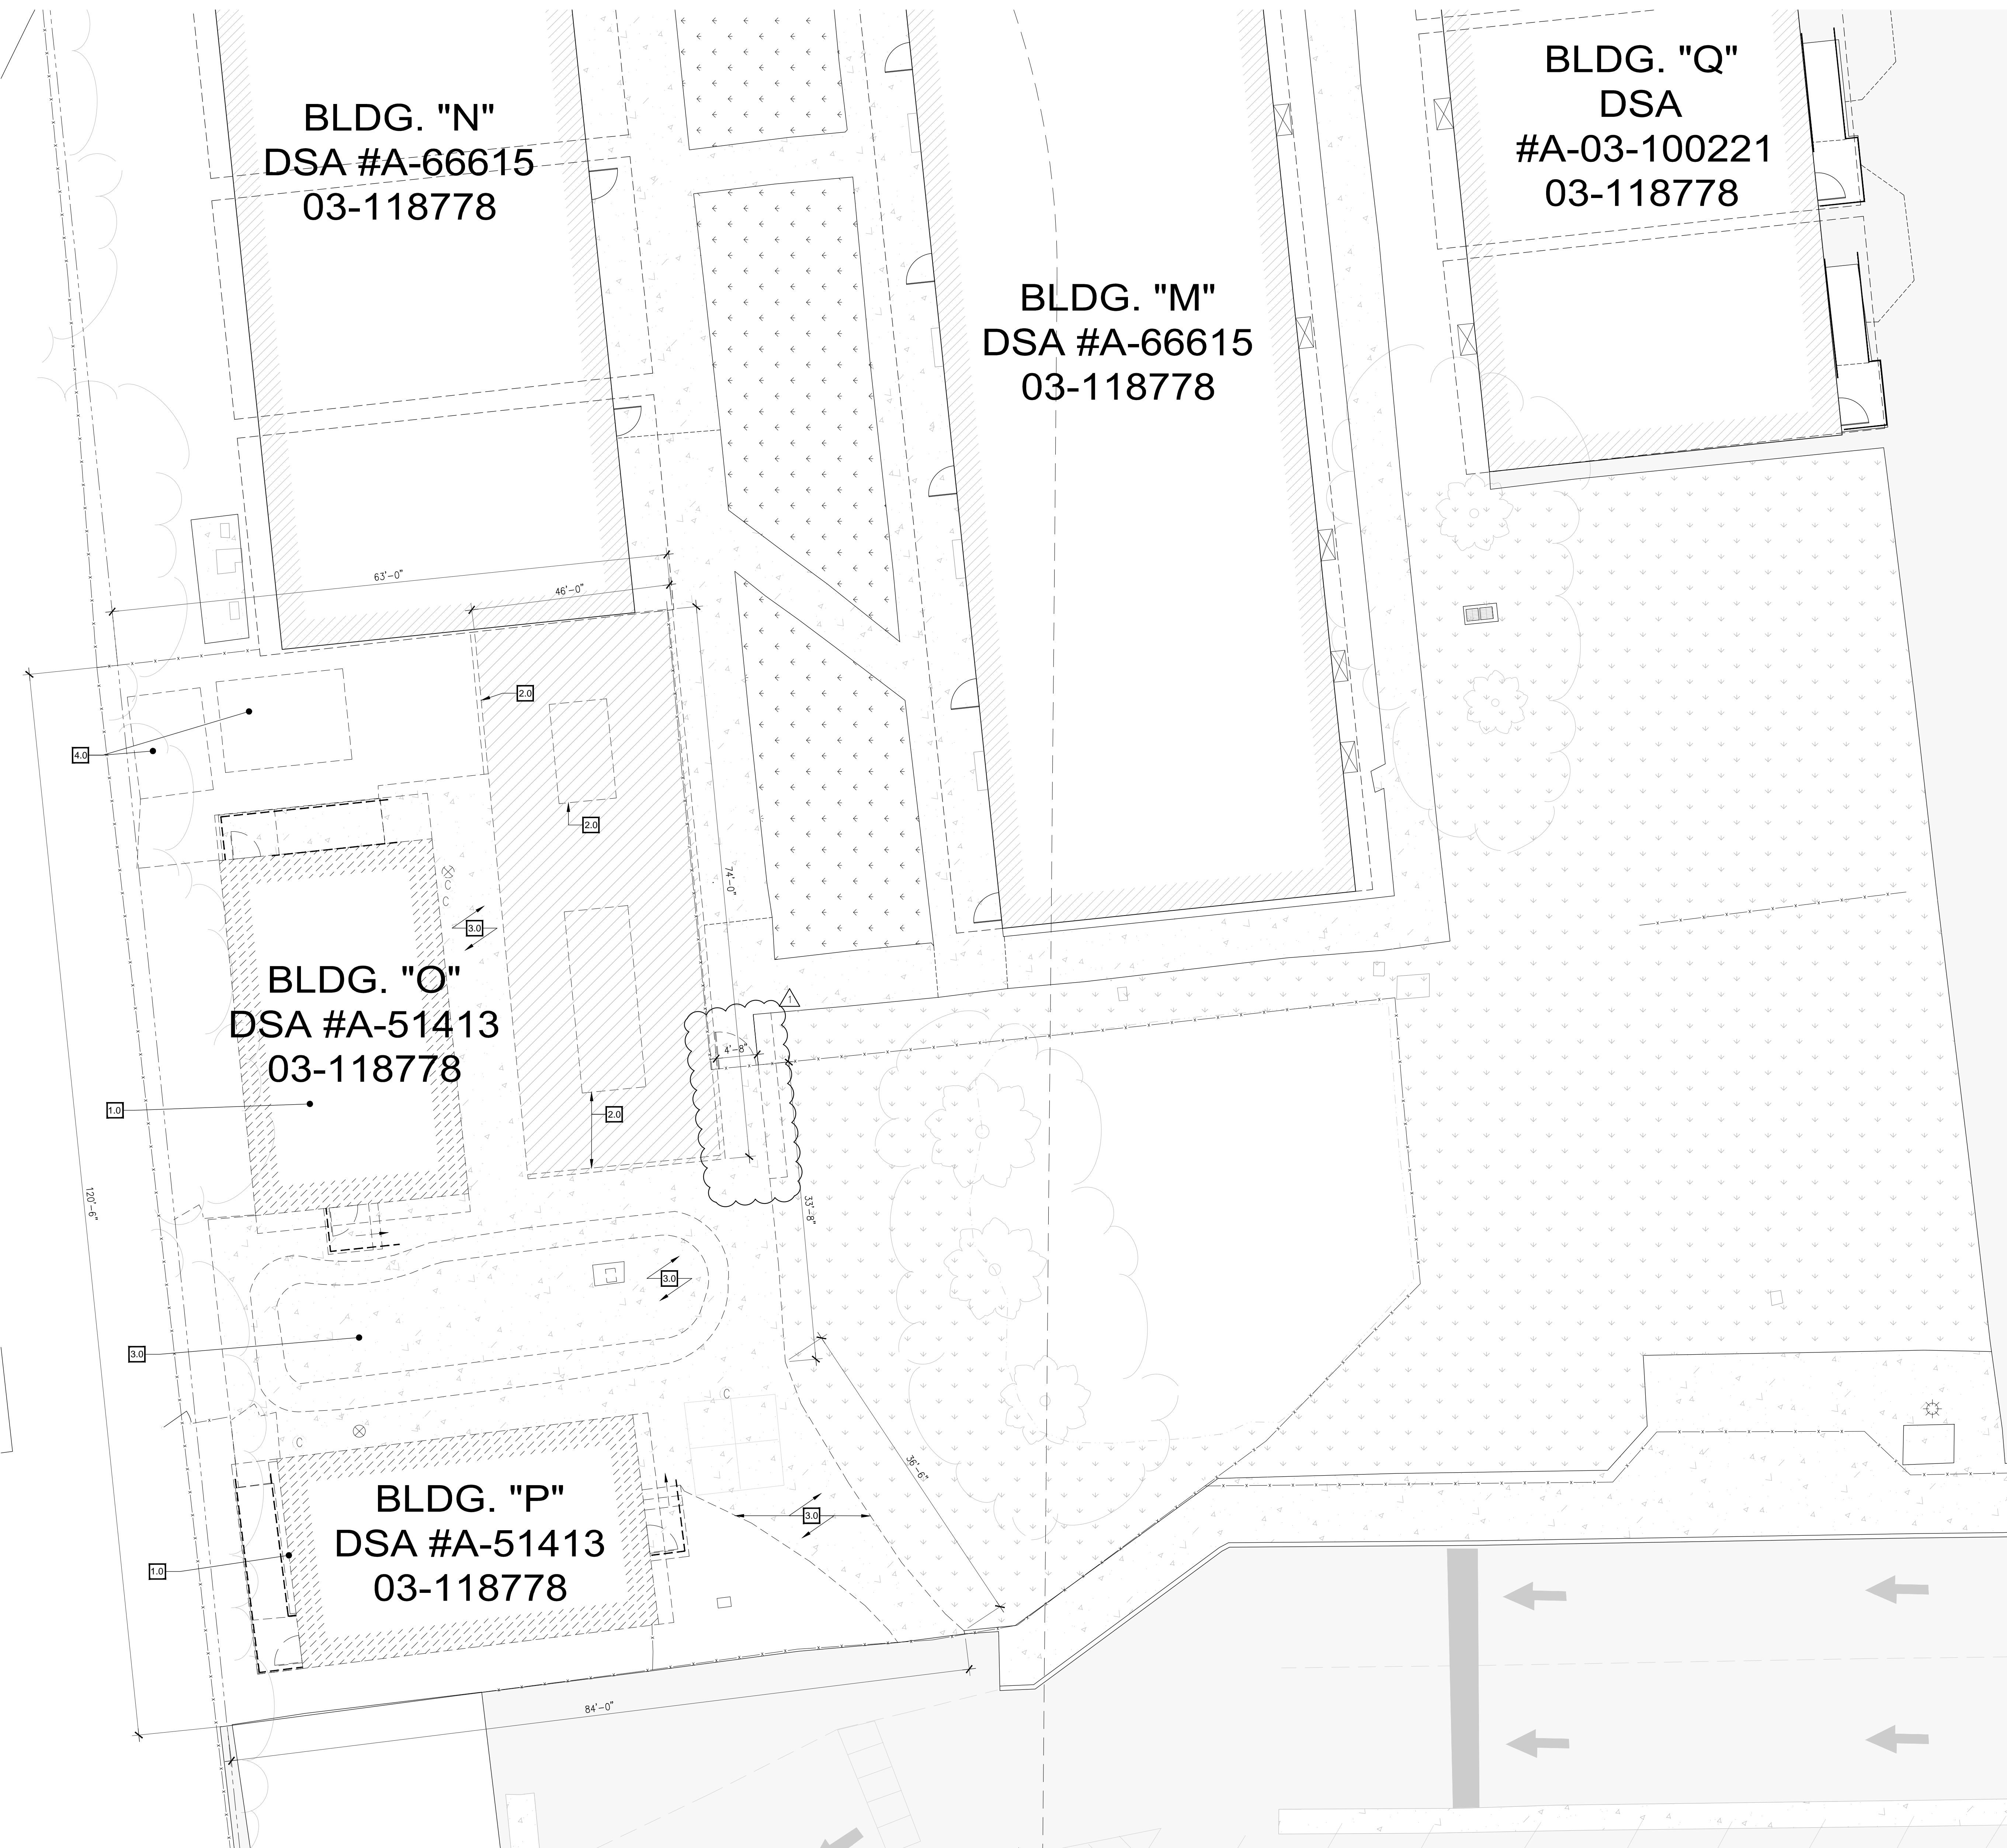 BLDG. "N"
DSA #A-66615
03-118778
BLDG. "M"
DSA #A-66615
03-118778
BLDG. "Q"
DSA
#A-03-100221
03-118778
63'-0"
46'-0"
2.0
4.0
2.0
74'-0"
C
C
3.0
BLDG. "O"
DSA #A-51413
03-118778
1
4'-8"
1.0
2.0
120'-6"
33'-8"
3.0
3.0
C
C
36'-6"
BLDG. "P"
DSA #A-51413
03-118778
3.0
1.0
84'-0"